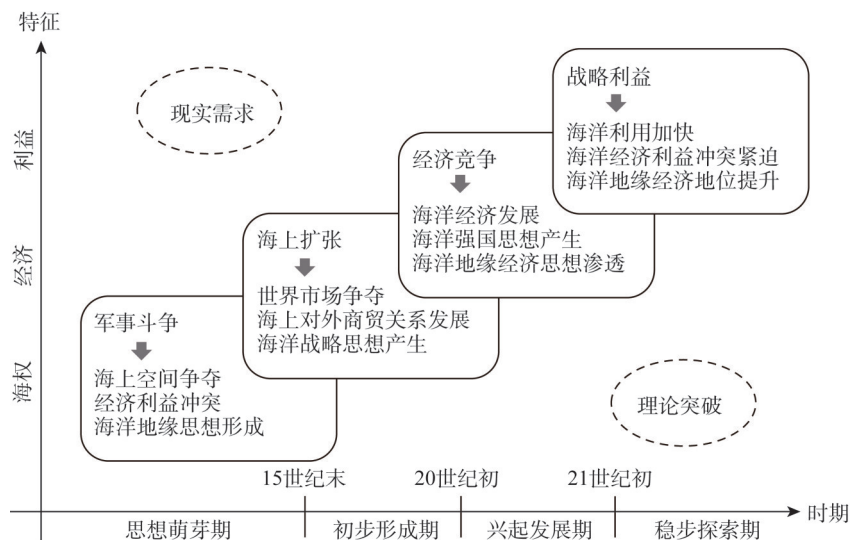 特征
现实需求
战略利益
海洋利用加快
海洋经济利益冲突紧迫
海洋地缘经济地位提升
经济竞争
海洋经济发展
海洋强国思想产生
海洋地缘经济思想渗透
海上扩张
世界市场争夺
海上对外商贸关系发展
海洋战略思想产生
军事斗争
海上空间争夺
经济利益冲突
海洋地缘思想形成
理论突破
利益
经济
海权
15世纪末
20世纪初
21世纪初
时期
思想萌芽期
初步形成期
兴起发展期
稳步探索期